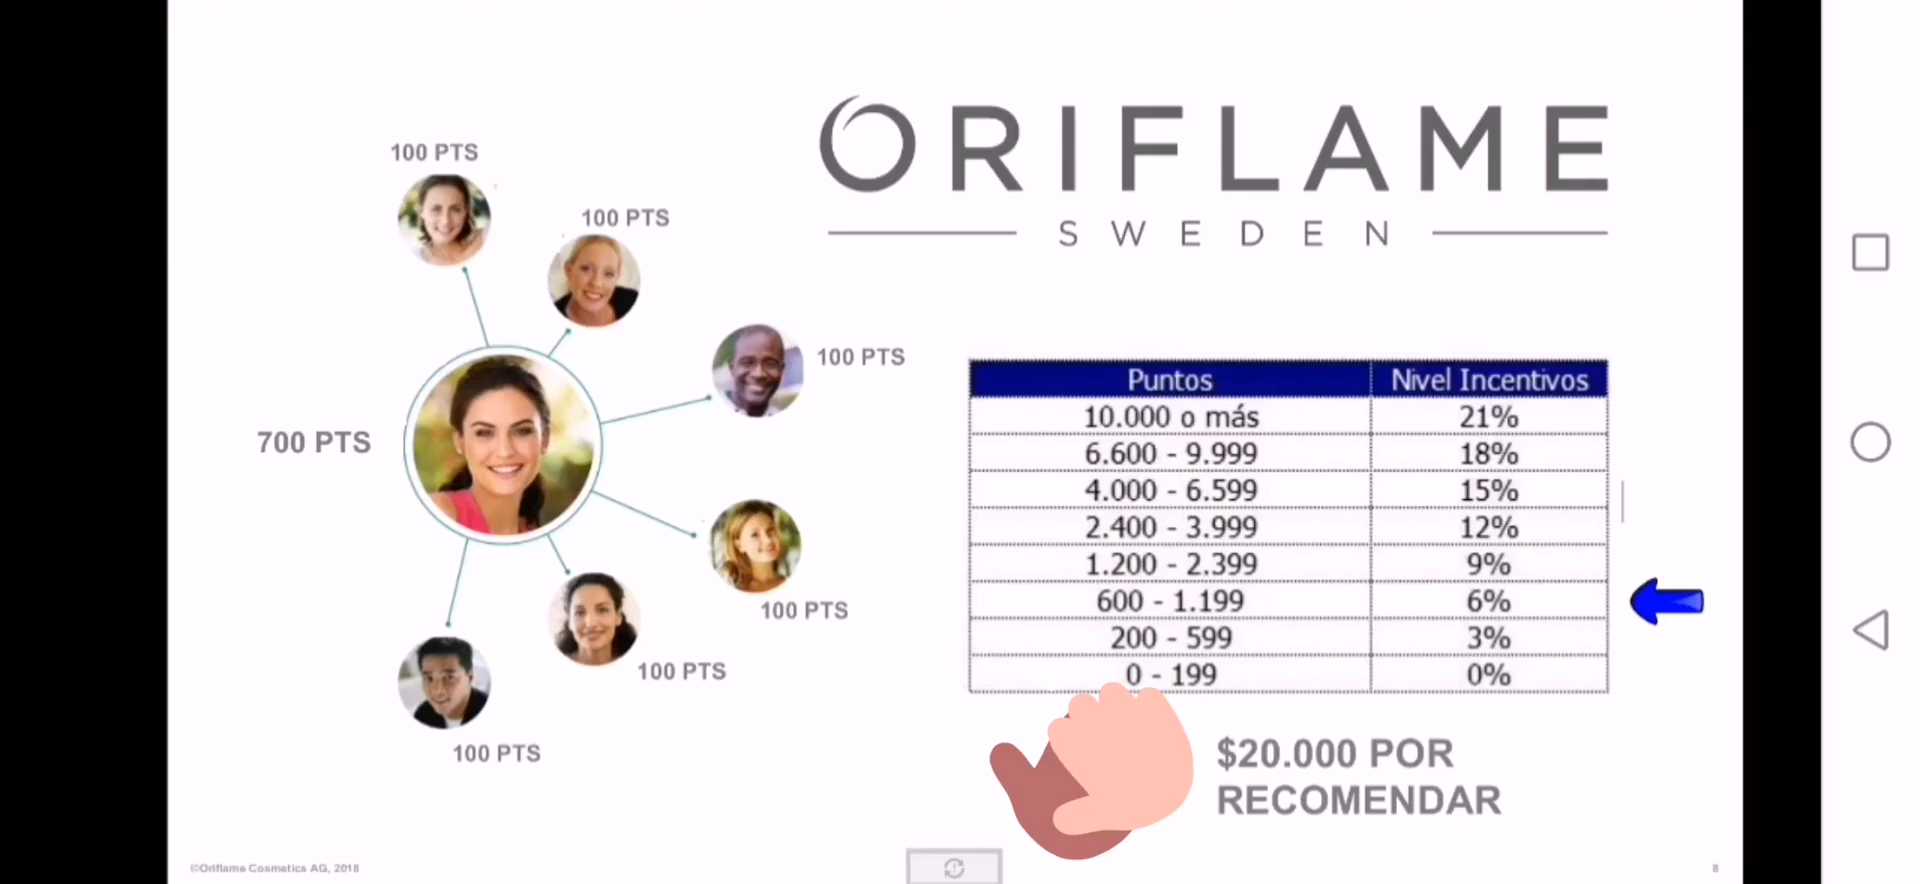 ORIFLAME
SWEDEN
100 PTS
100 PTS
100 PTS
700 PTS
100 PTS
100 PTS
100 PTS
Puntos Nivel Incentivos
10.000 o más 21%
6.600 - 9.999 18%
4.000 - 6.599 15%
2.400 - 3.999 12%
1.200 - 2.399 9%
600 - 1.199 6%
200 - 599 3%
0 - 199 0%
$20.000 POR
RECOMENDAR
©Oriflame Cosmetics AG, 2018
8